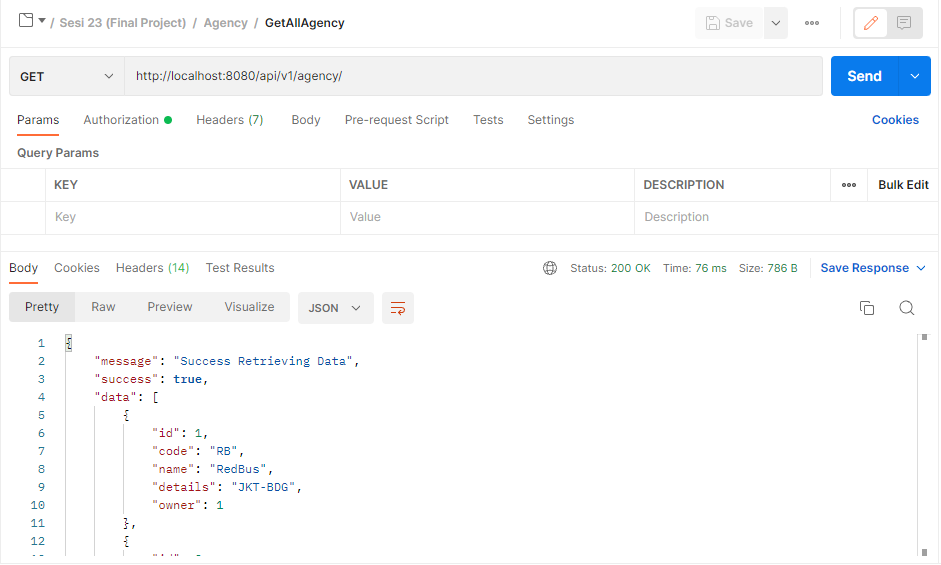 / Sesi 23 (Final Project) / Agency / GetAllAgency
Save
GET http://localhost:8080/api/v1/agency/ Send
Params Authorization Headers (7) Body Pre-request Script Tests Settings Cookies
Query Params
KEY VALUE DESCRIPTION Bulk Edit
Key Value Description
Body Cookies Headers (14) Test Results Status: 200 OK Time: 76 ms Size: 786 B Save Response
Pretty Raw Preview Visualize JSON
1 {
2 "message": "Success Retrieving Data",
3 "success": true,
4 "data": [
5 {
6 "id": 1,
7 "code": "RB",
8 "name": "RedBus",
9 "details": "JKT-BDG",
10 "owner": 1
11 },
12 {